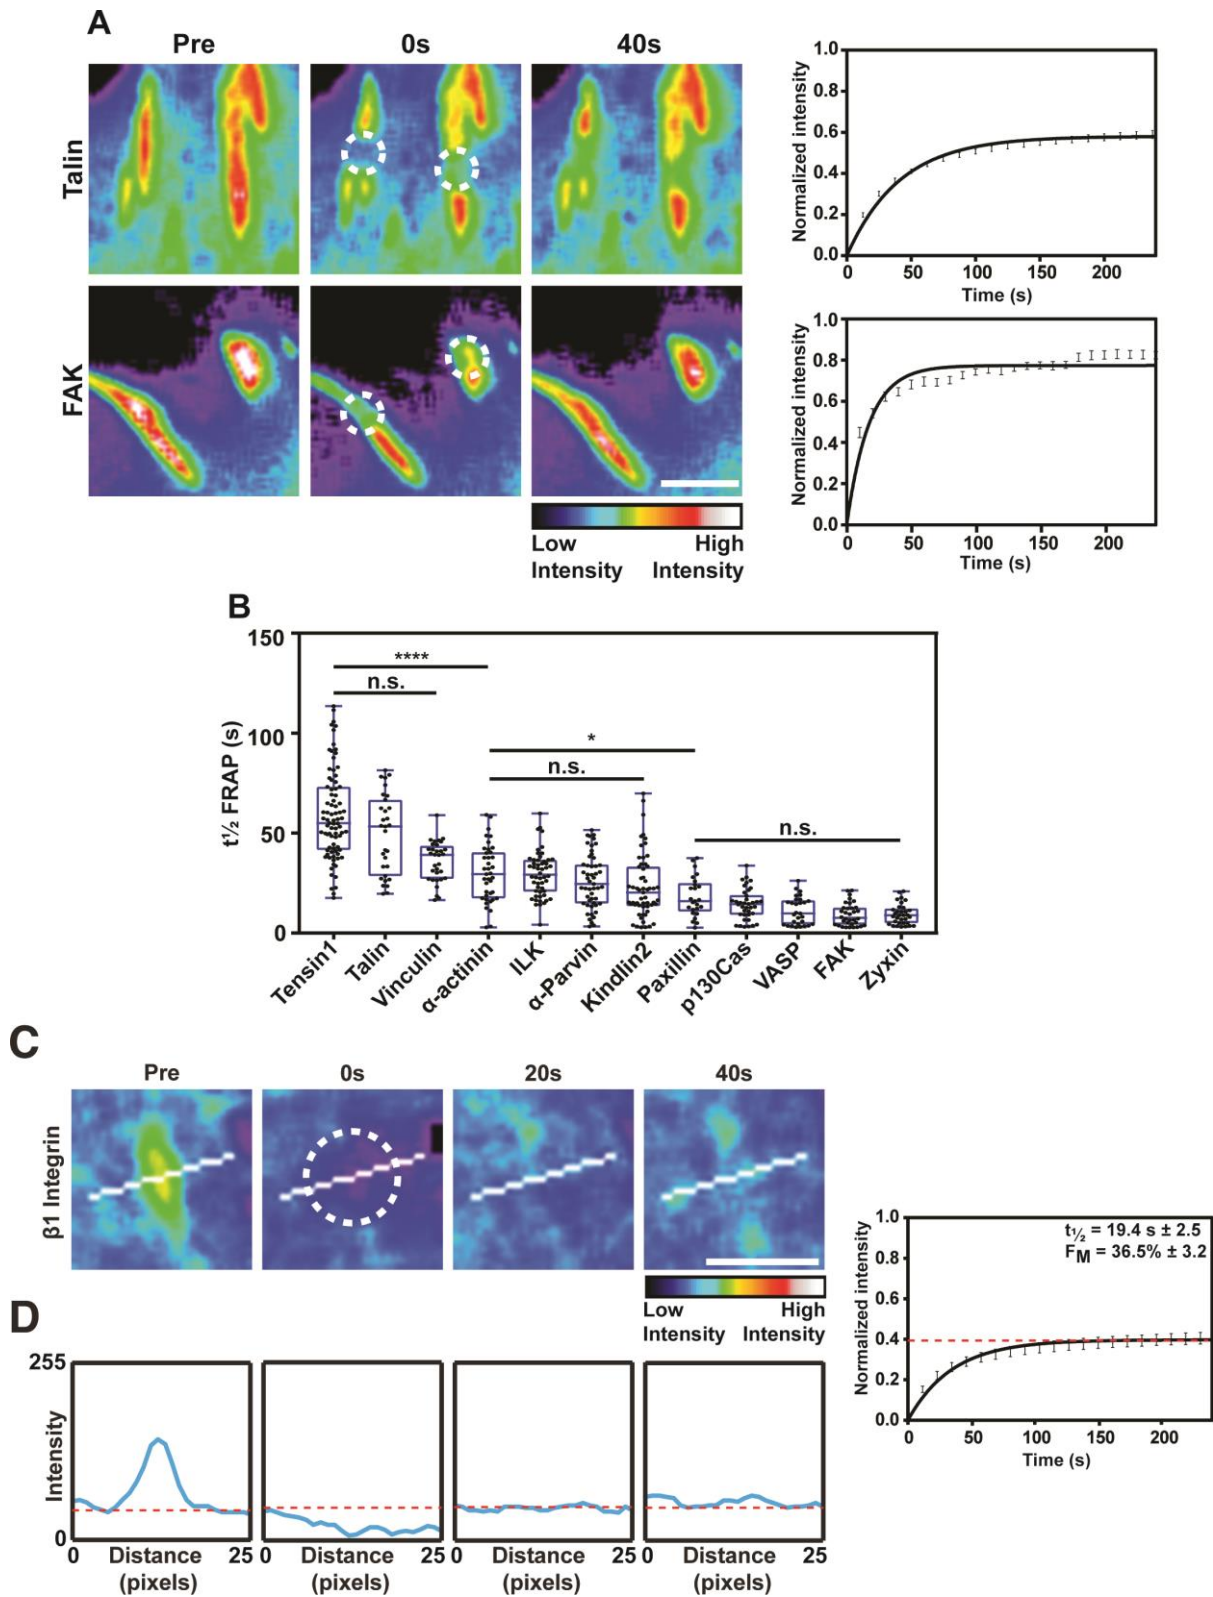 A
Pre
0s
40s
Talin
FAK
Low
Intensity
High
Intensity
1.0
0.8
0.6
0.4
0.2
0.0
Normalized intensity
0
50
100
150
200
Time (s)
1.0
0.8
0.6
0.4
0.2
0.0
Normalized intensity
0
50
100
150
200
Time (s)
B
150
100
50
0
t½ FRAP (s)
****
n.s.
*
n.s.
n.s.
Tensin1
Talin
Vinculin
α-actinin
ILK
α-Parvin
Kindlin2
Paxillin
p130Cas
VASP
FAK
Zyxin
C
Pre
0s
20s
40s
β1 Integrin
Low
Intensity
High
Intensity
1.0
0.8
0.6
0.4
0.2
0.0
Normalized intensity
t½ = 19.4 s ± 2.5
FM = 36.5% ± 3.2
0
50
100
150
200
Time (s)
D
255
Intensity
0
0 Distance 25
(pixels)
0 Distance 25
(pixels)
0 Distance 25
(pixels)
0 Distance 25
(pixels)